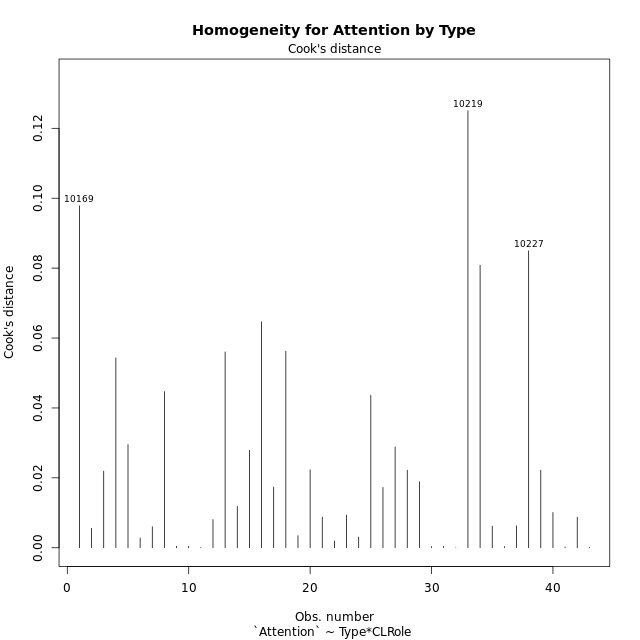 Homogeneity for Attention by Type
Cook's distance
10219
10169
10227
Cook's distance
0.12
0.10
0.08
0.06
0.04
0.02
0.00
0 10 20 30 40
Obs. number
`Attention` ~ Type*CLRole